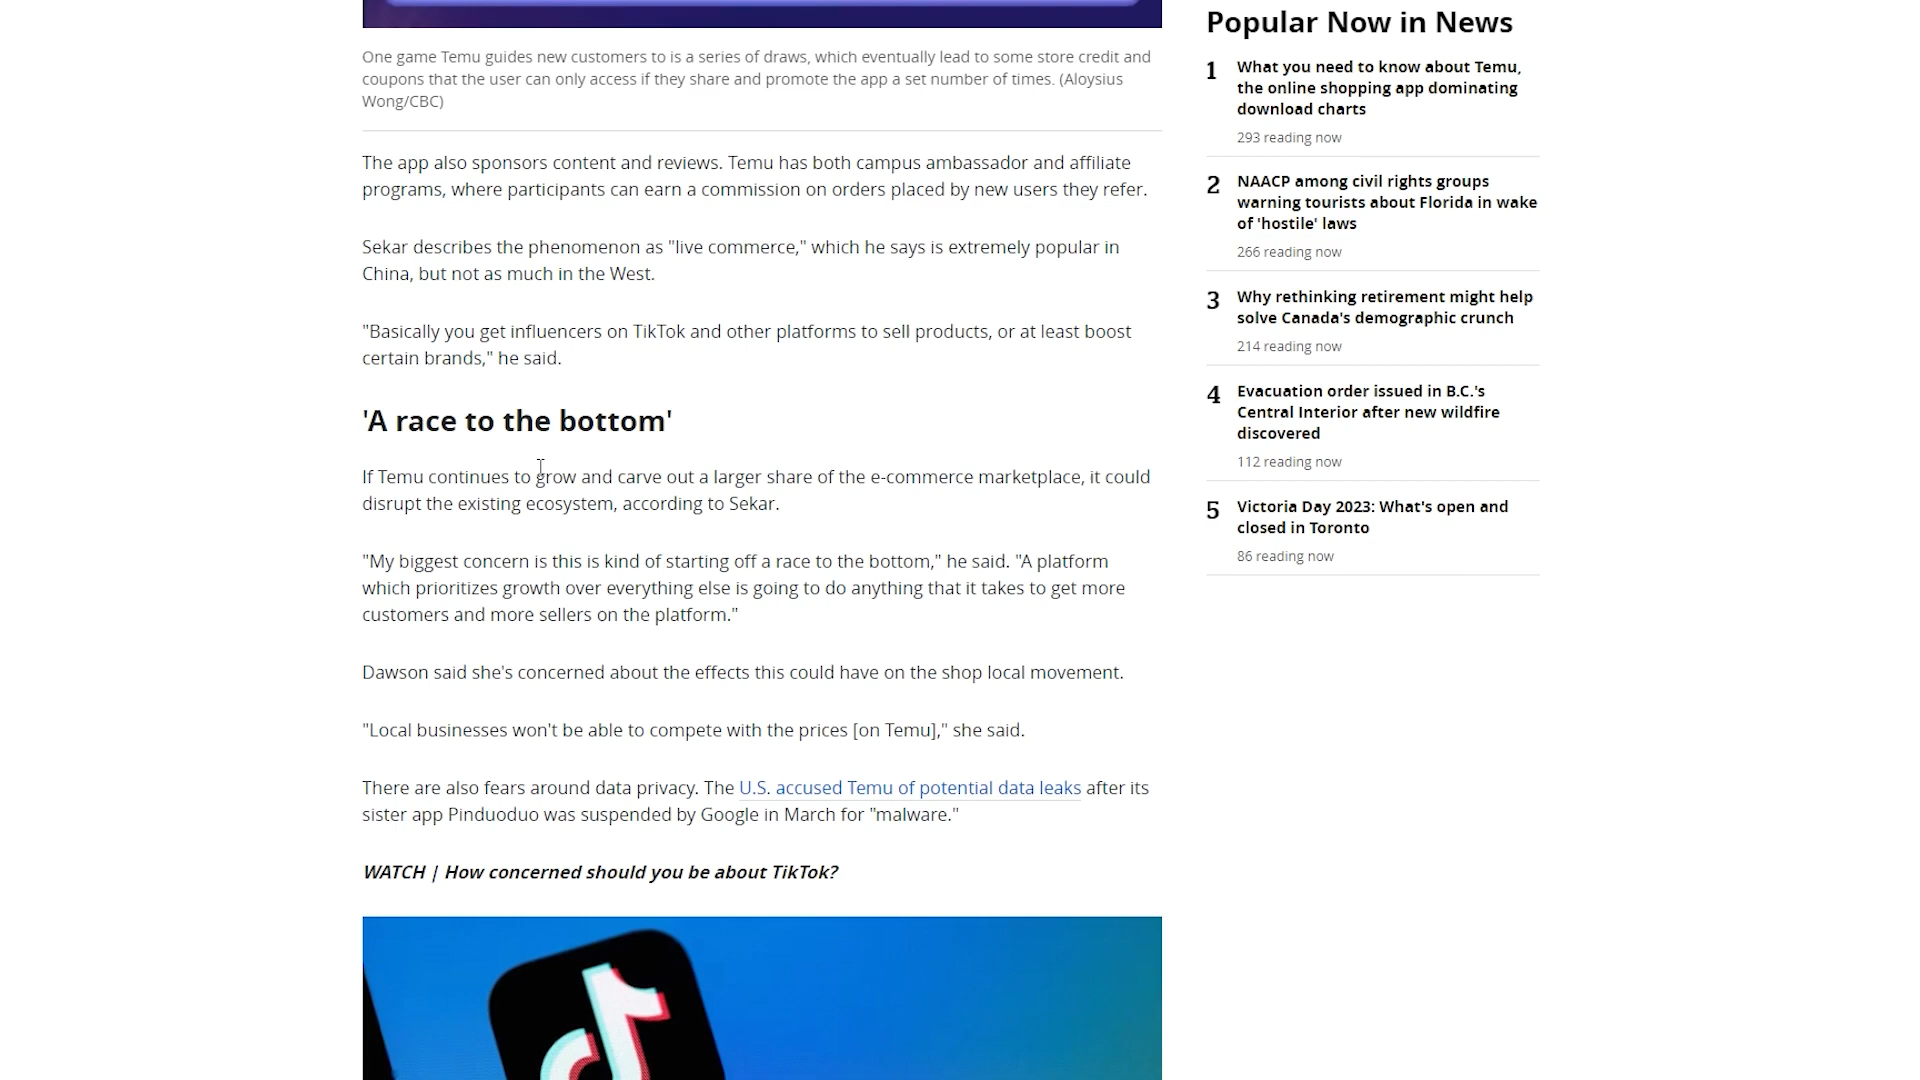 One game Temu guides new customers to is a series of draws, which eventually lead to some store credit and
coupons that the user can only access if they share and promote the app a set number of times. (Aloysius
Wong/CBC)
The app also sponsors content and reviews. Temu has both campus ambassador and affiliate
programs, where participants can earn a commission on orders placed by new users they refer.
Sekar describes the phenomenon as "live commerce," which he says is extremely popular in
China, but not as much in the West.
"Basically you get influencers on TikTok and other platforms to sell products, or at least boost
certain brands," he said.
'A race to the bottom'
If Temu continues to grow and carve out a larger share of the e-commerce marketplace, it could
disrupt the existing ecosystem, according to Sekar.
"My biggest concern is this is kind of starting off a race to the bottom," he said. "A platform
which prioritizes growth over everything else is going to do anything that it takes to get more
customers and more sellers on the platform."
Dawson said she's concerned about the effects this could have on the shop local movement.
"Local businesses won't be able to compete with the prices [on Temu]," she said.
There are also fears around data privacy. The U.S. accused Temu of potential data leaks after its
sister app Pinduoduo was suspended by Google in March for "malware."
WATCH | How concerned should you be about TikTok?
Popular Now in News
1 What you need to know about Temu,
the online shopping app dominating
download charts
293 reading now
2 NAACP among civil rights groups
warning tourists about Florida in wake
of 'hostile' laws
266 reading now
3 Why rethinking retirement might help
solve Canada's demographic crunch
214 reading now
4 Evacuation order issued in B.C.'s
Central Interior after new wildfire
discovered
112 reading now
5 Victoria Day 2023: What's open and
closed in Toronto
86 reading now